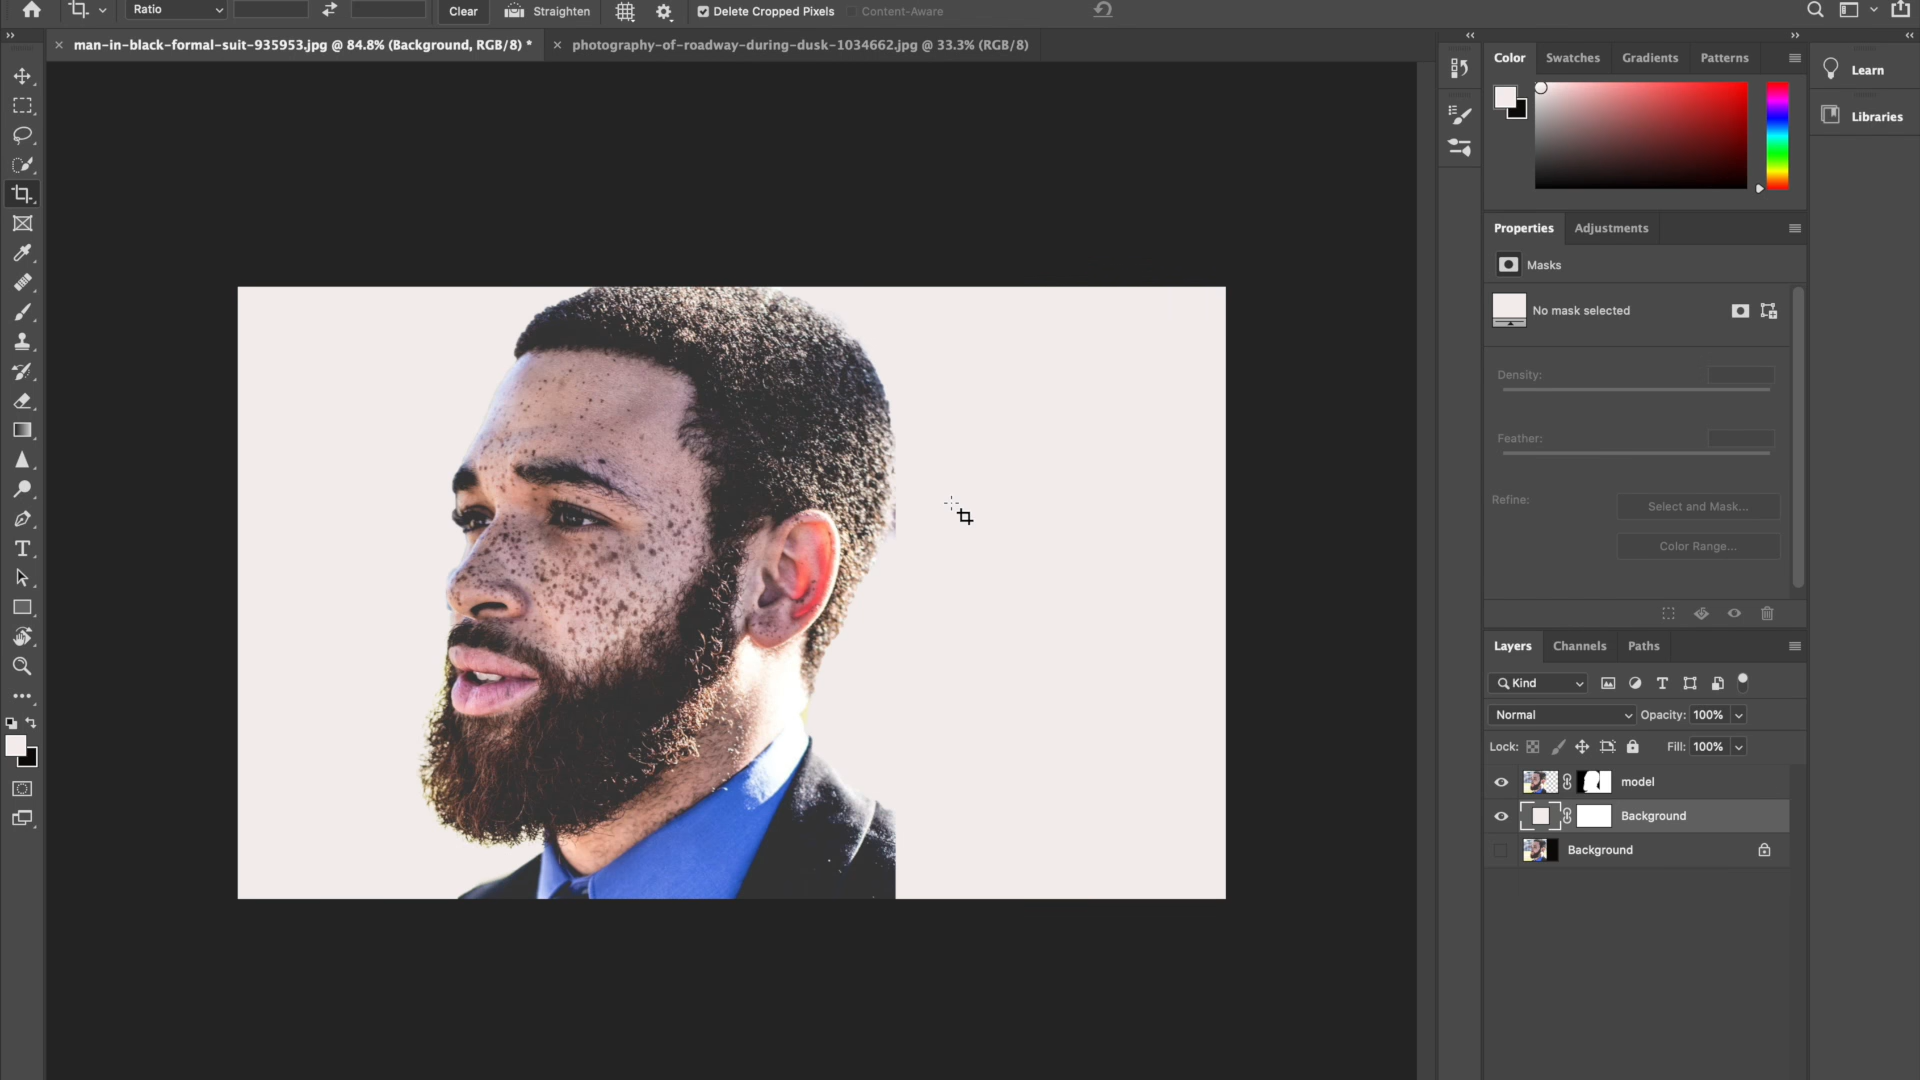 Ratio Clear Straighten Delete Cropped Pixels Content-Aware
man-in-black-formal-suit-935953.jpg @ 84.8% (Background, RGB/8) * photography-of-roadway-during-dusk-1034662.jpg @ 33.3% (RGB/8)
Color Swatches Gradients Patterns
Learn
Libraries
Properties Adjustments
Masks
No mask selected
Density:
Feather:
Refine: Select and Mask...
Color Range...
Layers Channels Paths
Kind
Normal Opacity: 100%
Lock: Fill: 100%
model
Background
Background